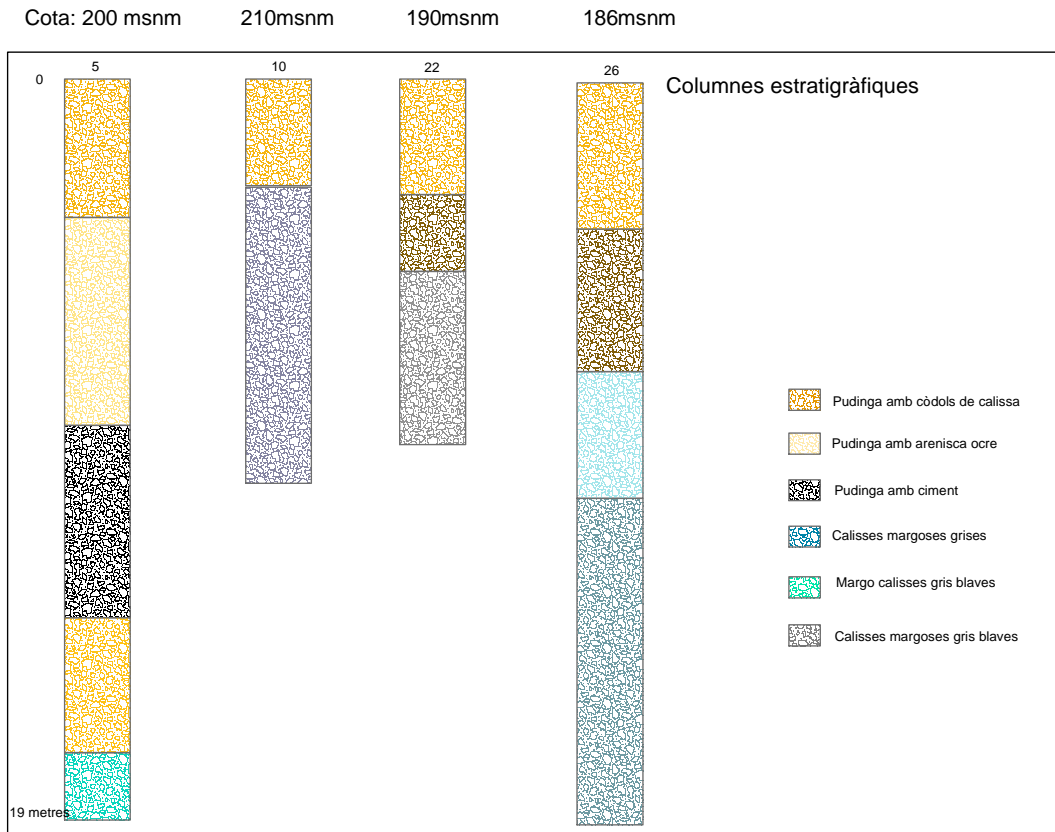 Cota: 200 msnm 210msnm 190msnm 186msnm
5 10 22 26
0
Columnes estratigràfiques
Pudinga amb còdols de calissa
Pudinga amb arenisca ocre
Pudinga amb ciment
Calisses margoses grises
Margo calisses gris blaves
Calisses margoses gris blaves
19 metres